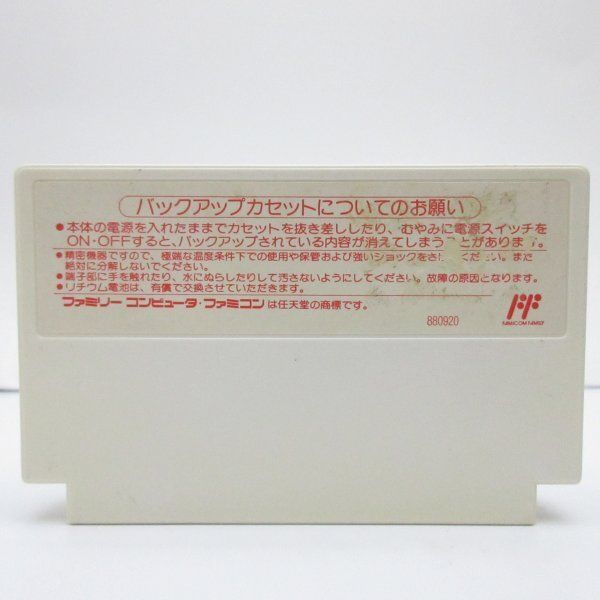 バックアップカセットについてのお願い
●本体の電源を入れたままでカセットを抜き差ししたり、むやみに電源スイッチを
ON・OFFすると、バックアップされている内容が消えてしまうことがあります。
●精密機器ですので、極端な温度条件下での使用や保管および強いショックをさけてください。また
絶対に分解しないでください。
●端子部に手を触れたり、水にぬらしたりして汚さないようにしてください。故障の原因となります。
●リチウム電池は、有償で交換させていただきます。
ファミリーコンピュータ・ファミコンは任天堂の商標です。
880920
FAMICOM FAMILY